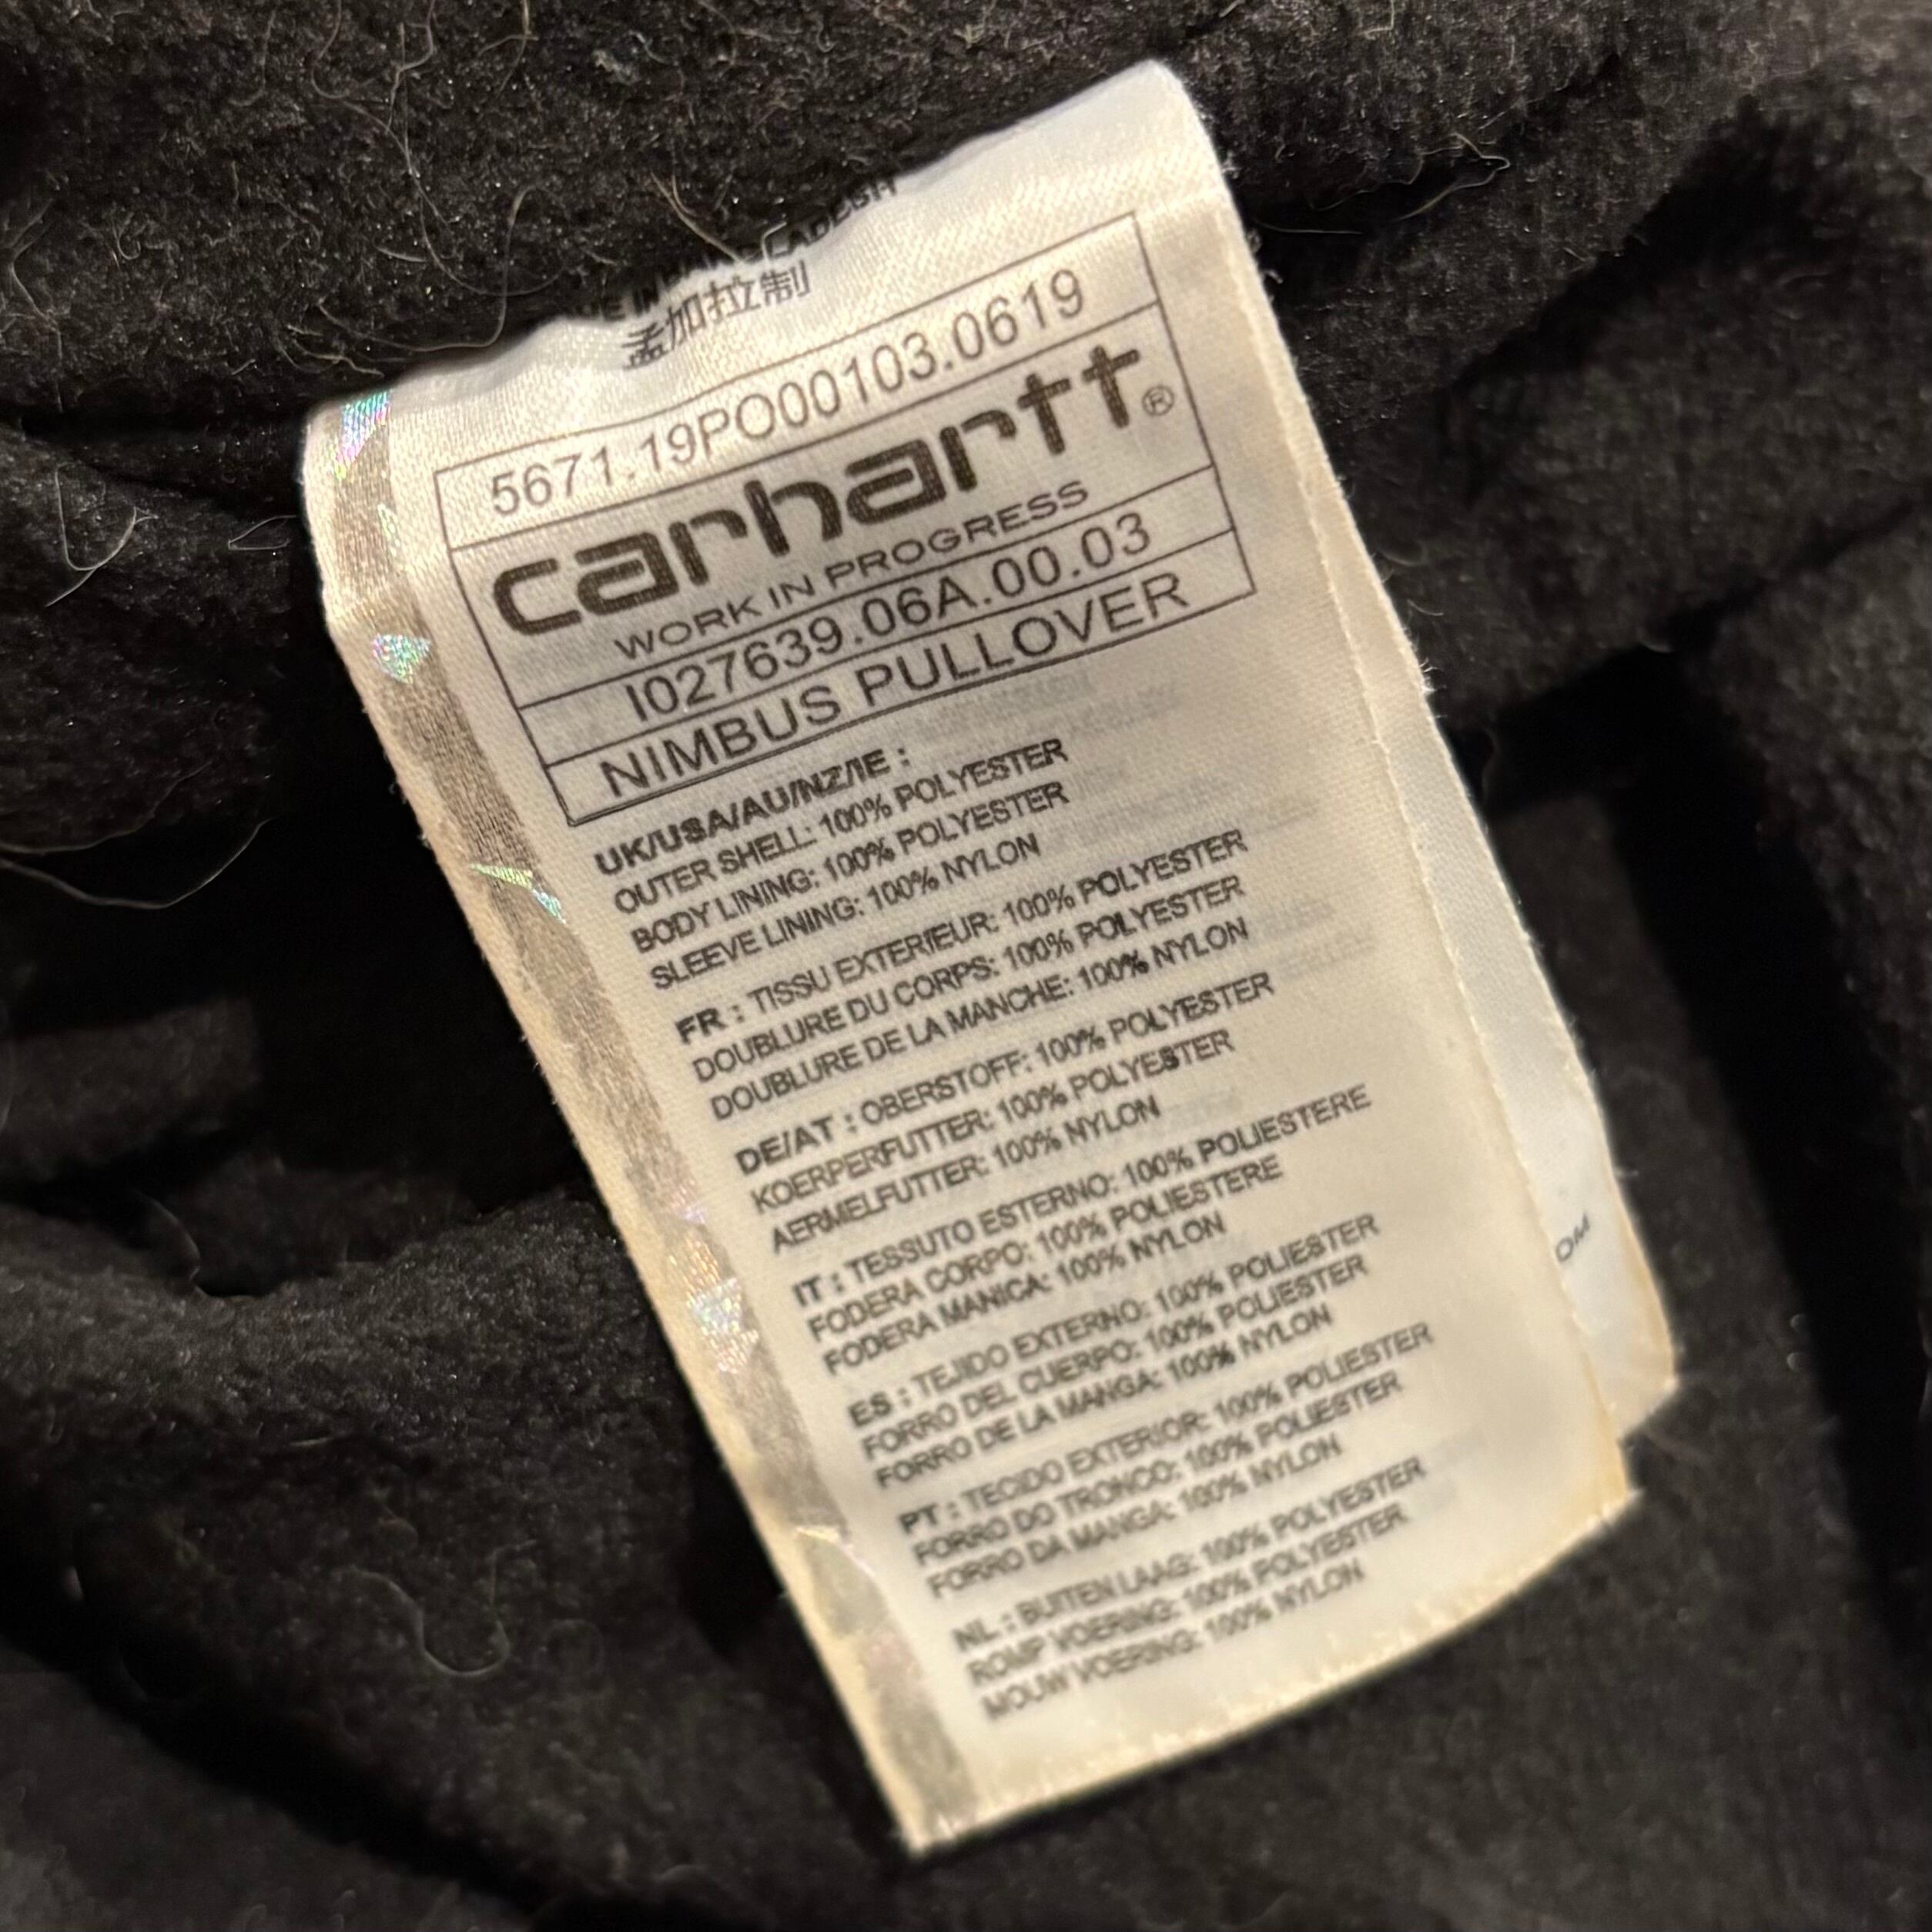 孟加拉制
5671.19PO00103.0619
carhartt®
WORK IN PROGRESS
I027639.06A.00.03
NIMBUS PULLOVER
UK/USA/AU/NZ/IE :
OUTER SHELL: 100% POLYESTER
BODY LINING: 100% POLYESTER
SLEEVE LINING: 100% NYLON
FR : TISSU EXTERIEUR: 100% POLYESTER
DOUBLURE DU CORPS: 100% POLYESTER
DOUBLURE DE LA MANCHE: 100% NYLON
DE/AT : OBERSTOFF: 100% POLYESTER
KOERPERFUTTER: 100% POLYESTER
AERMELFUTTER: 100% NYLON
IT : TESSUTO ESTERNO: 100% POLIESTERE
FODERA CORPO: 100% POLIESTERE
FODERA MANICA: 100% NYLON
ES : TEJIDO EXTERNO: 100% POLIESTER
FORRO DEL CUERPO: 100% POLIESTER
FORRO DE LA MANGA: 100% NYLON
PT : TECIDO EXTERIOR: 100% POLIESTER
FORRO DO TRONCO: 100% POLIESTER
FORRO DA MANGA: 100% NYLON
NL : BUITEN LAAG: 100% POLYESTER
ROMP VOERING: 100% POLYESTER
MOUW VOERING: 100% NYLON